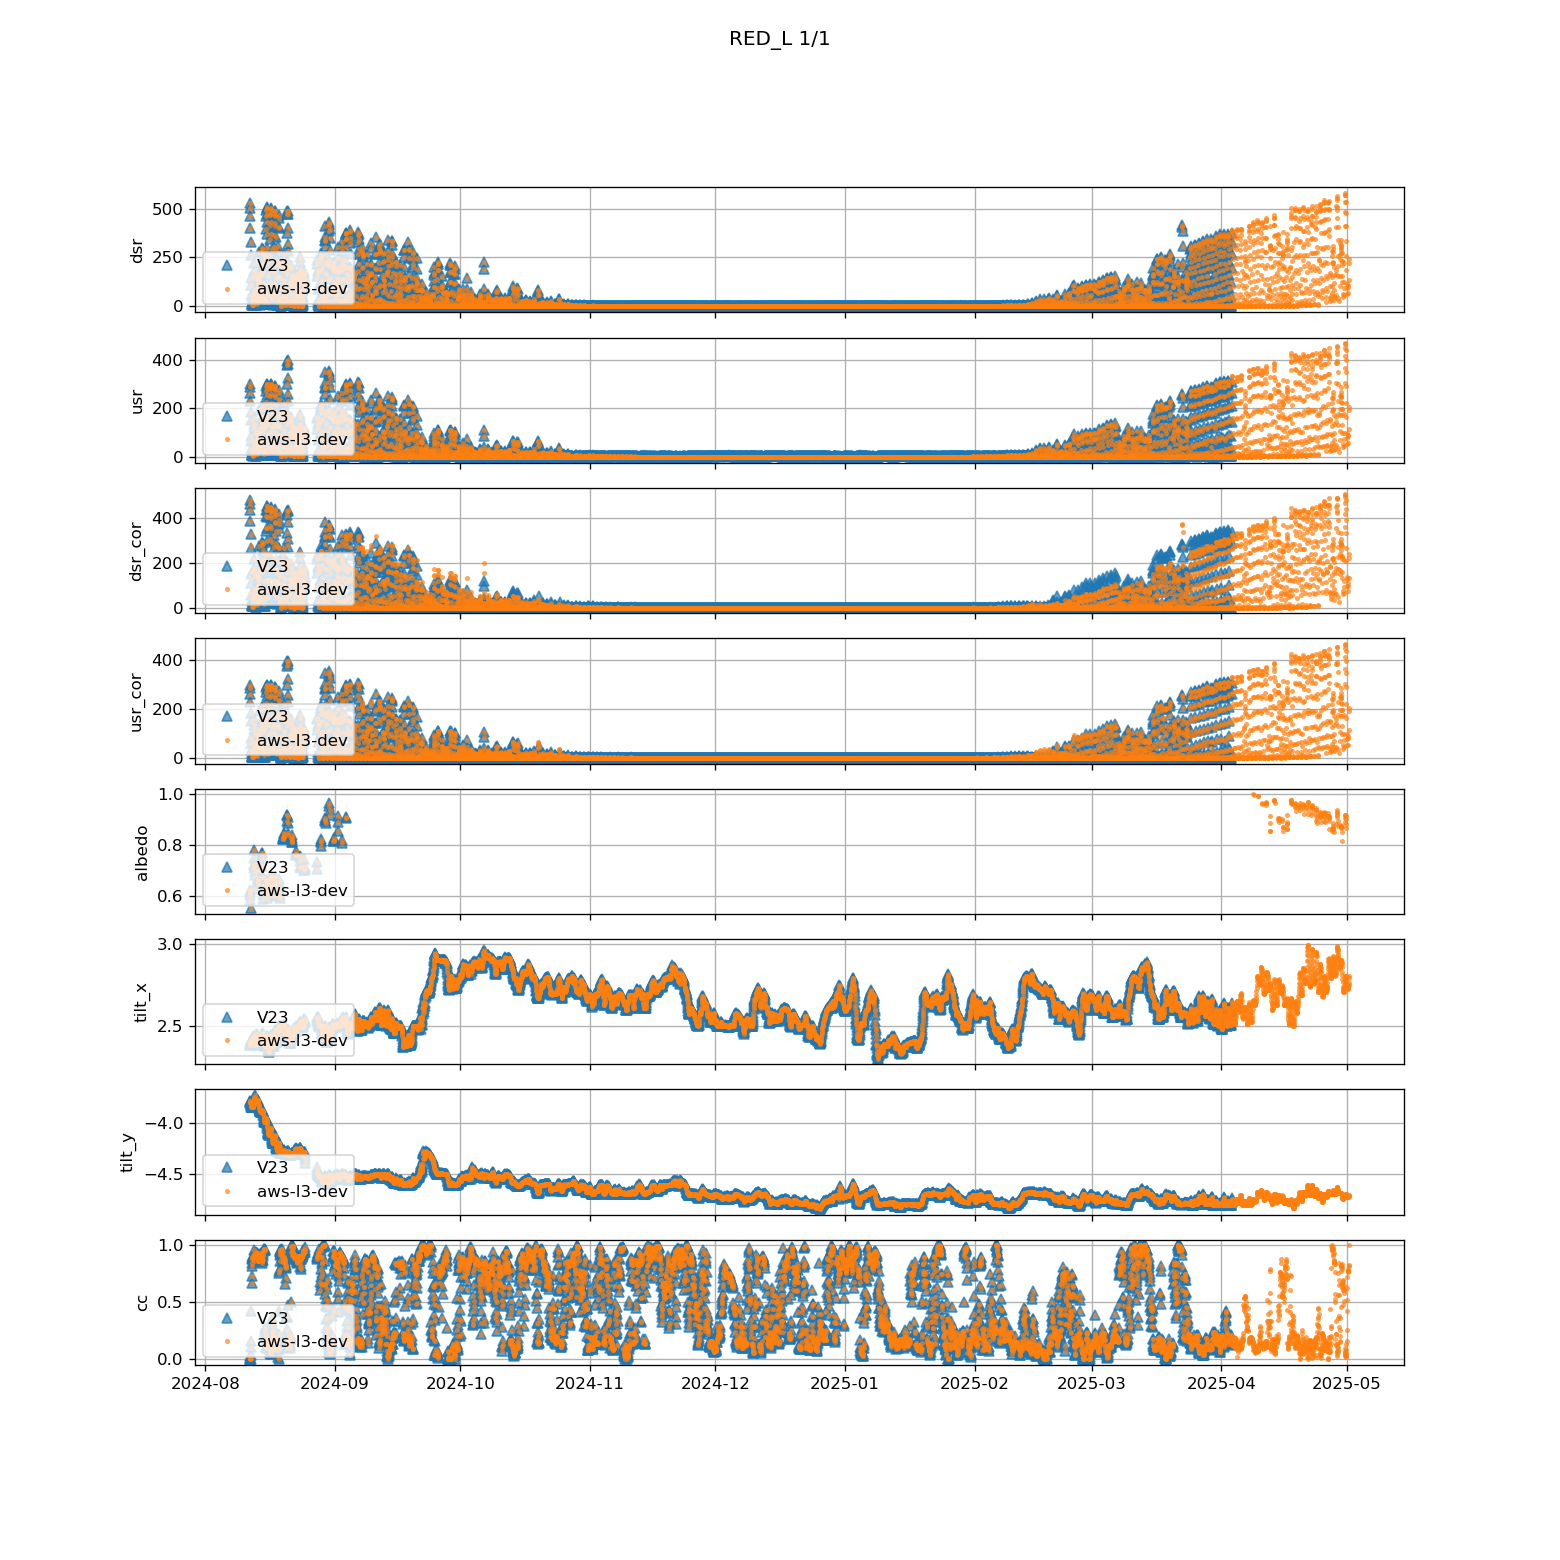 RED_L 1/1
dsr
500
250
0
V23
aws-l3-dev
usr
400
200
0
V23
aws-l3-dev
dsr_cor
400
200
0
V23
aws-l3-dev
usr_cor
400
200
0
V23
aws-l3-dev
albedo
1.0
0.8
0.6
V23
aws-l3-dev
tilt_x
3.0
2.5
V23
aws-l3-dev
tilt_y
−4.0
−4.5
V23
aws-l3-dev
cc
1.0
0.5
0.0
V23
aws-l3-dev
2024-08 2024-09 2024-10 2024-11 2024-12 2025-01 2025-02 2025-03 2025-04 2025-05